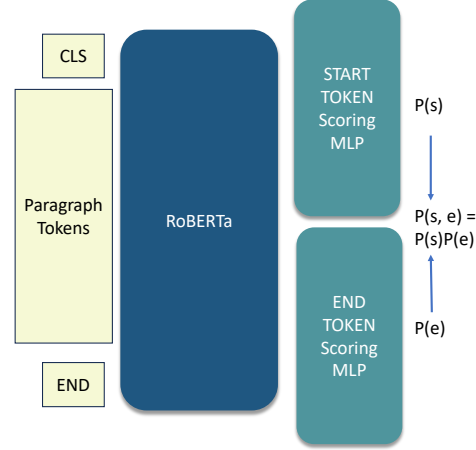 CLS
Paragraph
Tokens
END
RoBERTa
START
TOKEN
Scoring
MLP
END
TOKEN
Scoring
MLP
P(s)
P(s, e) =
P(s)P(e)
P(e)